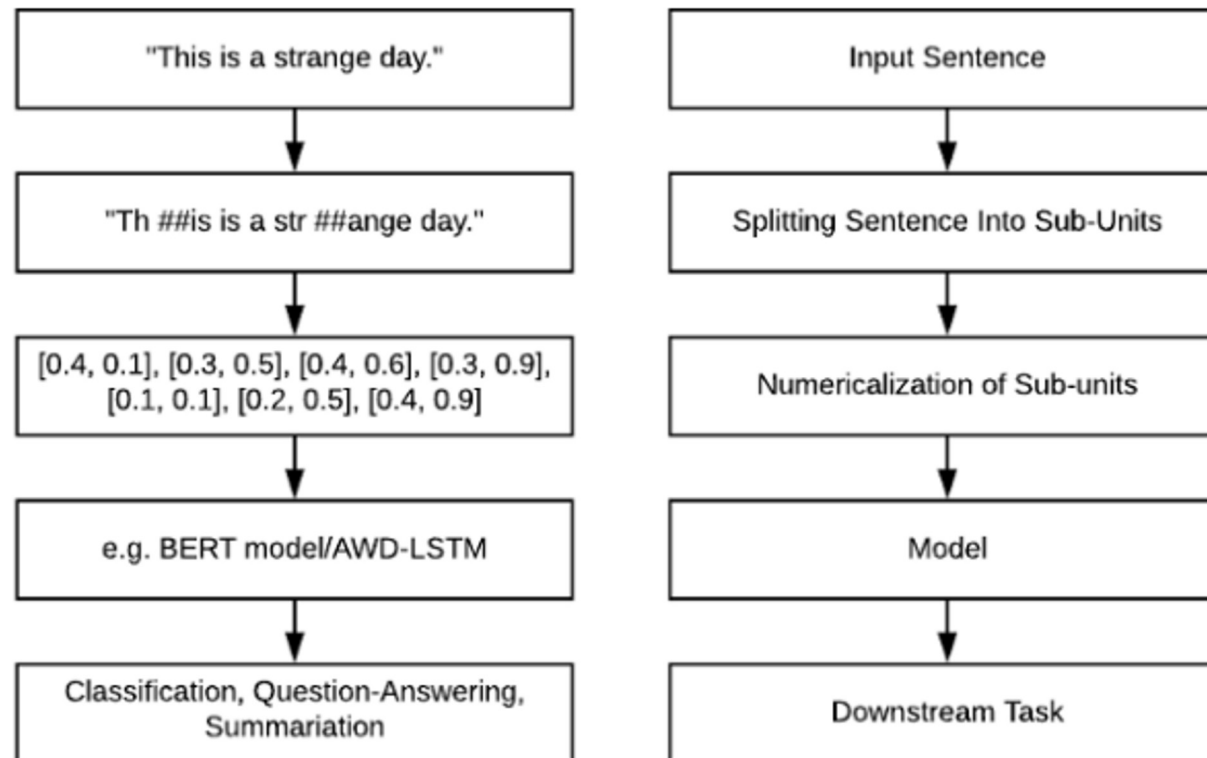 "This is a strange day."
Input Sentence
"Th ##is is a str ##ange day."
Splitting Sentence Into Sub-Units
[0.4, 0.1], [0.3, 0.5], [0.4, 0.6], [0.3, 0.9],
[0.1, 0.1], [0.2, 0.5], [0.4, 0.9]
Numericalization of Sub-units
e.g. BERT model/AWD-LSTM
Model
Classification, Question-Answering,
Summariation
Downstream Task